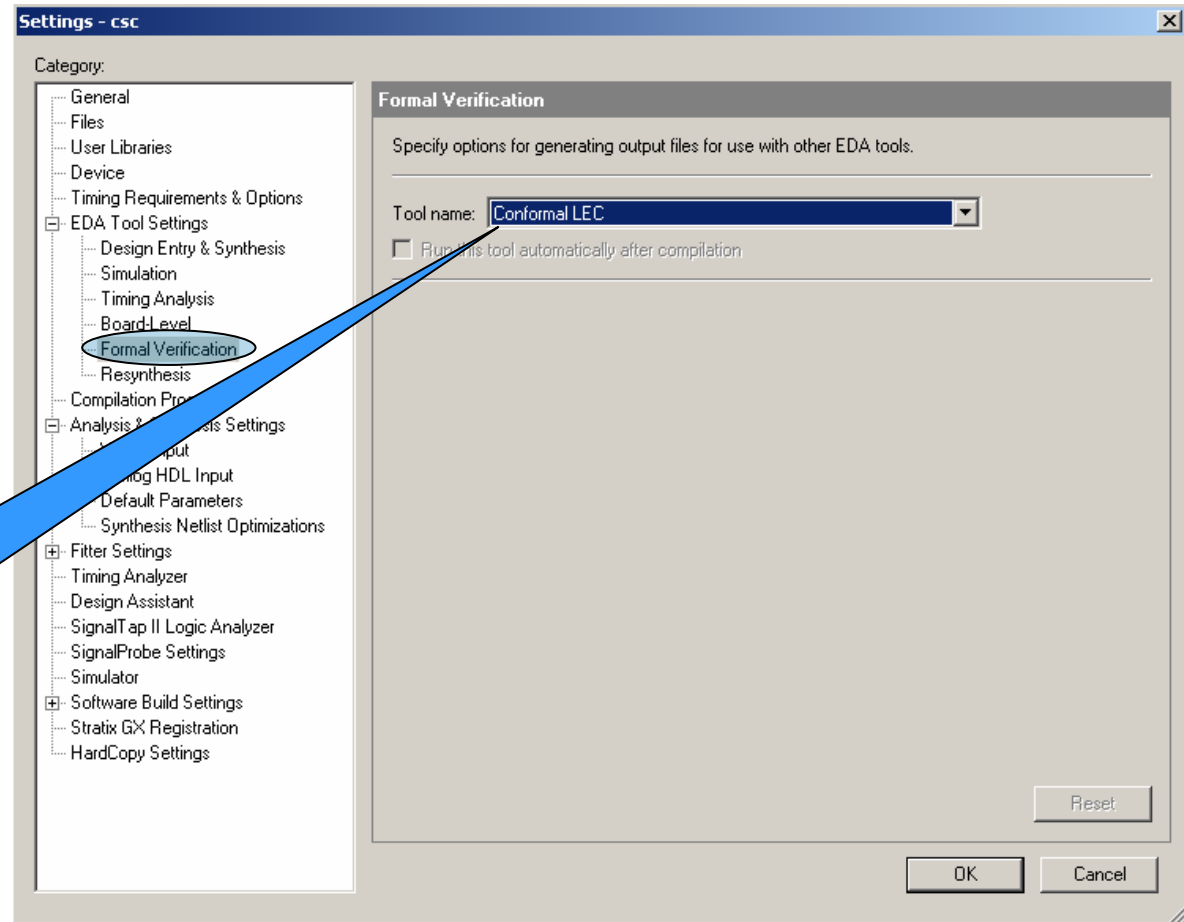 Settings - csc
Category:
General
Files
User Libraries
Device
Timing Requirements & Options
EDA Tool Settings
Design Entry & Synthesis
Simulation
Timing Analysis
Board-Level
Formal Verification
Resynthesis
Compilation
Analysis & Settings
Input
HDL Input
Default Parameters
Synthesis Netlist Optimizations
Fitter Settings
Timing Analyzer
Design Assistant
SignalTap II Logic Analyzer
SignalProbe Settings
Simulator
Software Build Settings
Stratix GX Registration
HardCopy Settings
Formal Verification
Specify options for generating output files for use with other EDA tools.
Tool name: Conformal LEC
Run this tool automatically after compilation
Reset
OK Cancel